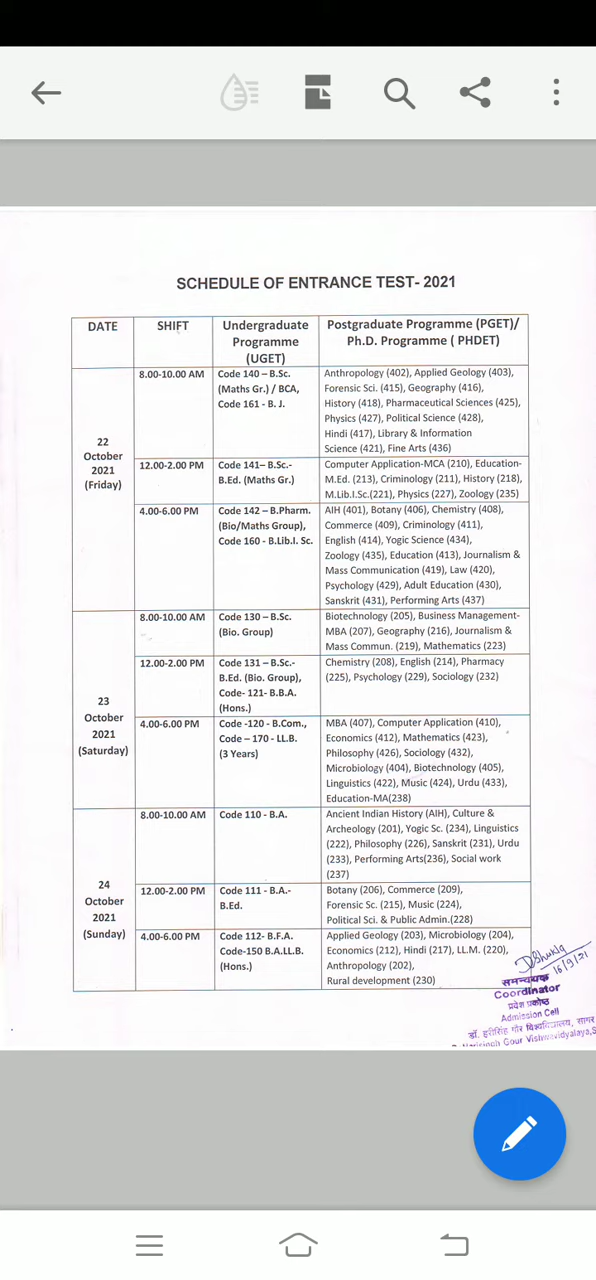 SCHEDULE OF ENTRANCE TEST- 2021
DATE SHIFT Undergraduate Programme (UGET) Postgraduate Programme (PGET)/ Ph.D. Programme ( PHDET)
22
October
2021
(Friday)
8.00-10.00 AM
Code 140 – B.Sc.
(Maths Gr.) / BCA,
Code 161 - B. J.
Anthropology (402), Applied Geology (403),
Forensic Sci. (415), Geography (416),
History (418), Pharmaceutical Sciences (425),
Physics (427), Political Science (428),
Hindi (417), Library & Information
Science (421), Fine Arts (436)
12.00-2.00 PM
Code 141– B.Sc.-
B.Ed. (Maths Gr.)
Computer Application-MCA (210), Education-
M.Ed. (213), Criminology (211), History (218),
M.Lib.I.Sc.(221), Physics (227), Zoology (235)
4.00-6.00 PM
Code 142 – B.Pharm.
(Bio/Maths Group),
Code 160 - B.Lib.I. Sc.
AIH (401), Botany (406), Chemistry (408),
Commerce (409), Criminology (411),
English (414), Yogic Science (434),
Zoology (435), Education (413), Journalism &
Mass Communication (419), Law (420),
Psychology (429), Adult Education (430),
Sanskrit (431), Performing Arts (437)
23
October
2021
(Saturday)
8.00-10.00 AM
Code 130 – B.Sc.
(Bio. Group)
Biotechnology (205), Business Management-
MBA (207), Geography (216), Journalism &
Mass Commun. (219), Mathematics (223)
12.00-2.00 PM
Code 131 – B.Sc.-
B.Ed. (Bio. Group),
Code- 121- B.B.A.
(Hons.)
Chemistry (208), English (214), Pharmacy
(225), Psychology (229), Sociology (232)
4.00-6.00 PM
Code -120 - B.Com.,
Code – 170 - LL.B.
(3 Years)
MBA (407), Computer Application (410),
Economics (412), Mathematics (423),
Philosophy (426), Sociology (432),
Microbiology (404), Biotechnology (405),
Linguistics (422), Music (424), Urdu (433),
Education-MA(238)
24
October
2021
(Sunday)
8.00-10.00 AM
Code 110 - B.A.
Ancient Indian History (AIH), Culture &
Archeology (201), Yogic Sc. (234), Linguistics
(222), Philosophy (226), Sanskrit (231), Urdu
(233), Performing Arts(236), Social work
(237)
12.00-2.00 PM
Code 111 - B.A.-
B.Ed.
Botany (206), Commerce (209),
Forensic Sc. (215), Music (224),
Political Sci. & Public Admin.(228)
4.00-6.00 PM
Code 112- B.F.A.
Code-150 B.A.LL.B.
(Hons.)
Applied Geology (203), Microbiology (204),
Economics (212), Hindi (217), LL.M. (220),
Anthropology (202),
Rural development (230)
DShukla
16/9/21
समन्वयक
Coordinator
प्रवेश प्रकोष्ठ
Admission Cell
डॉ. हरीसिंह गौर विश्वविद्यालय, सागर
Gour Vishwavidyalaya,S